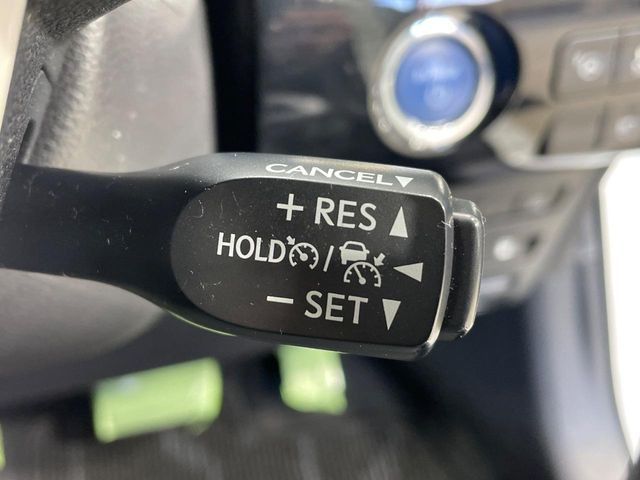 CANCEL▼
+ RES ▲
HOLD / ◀
− SET ▼